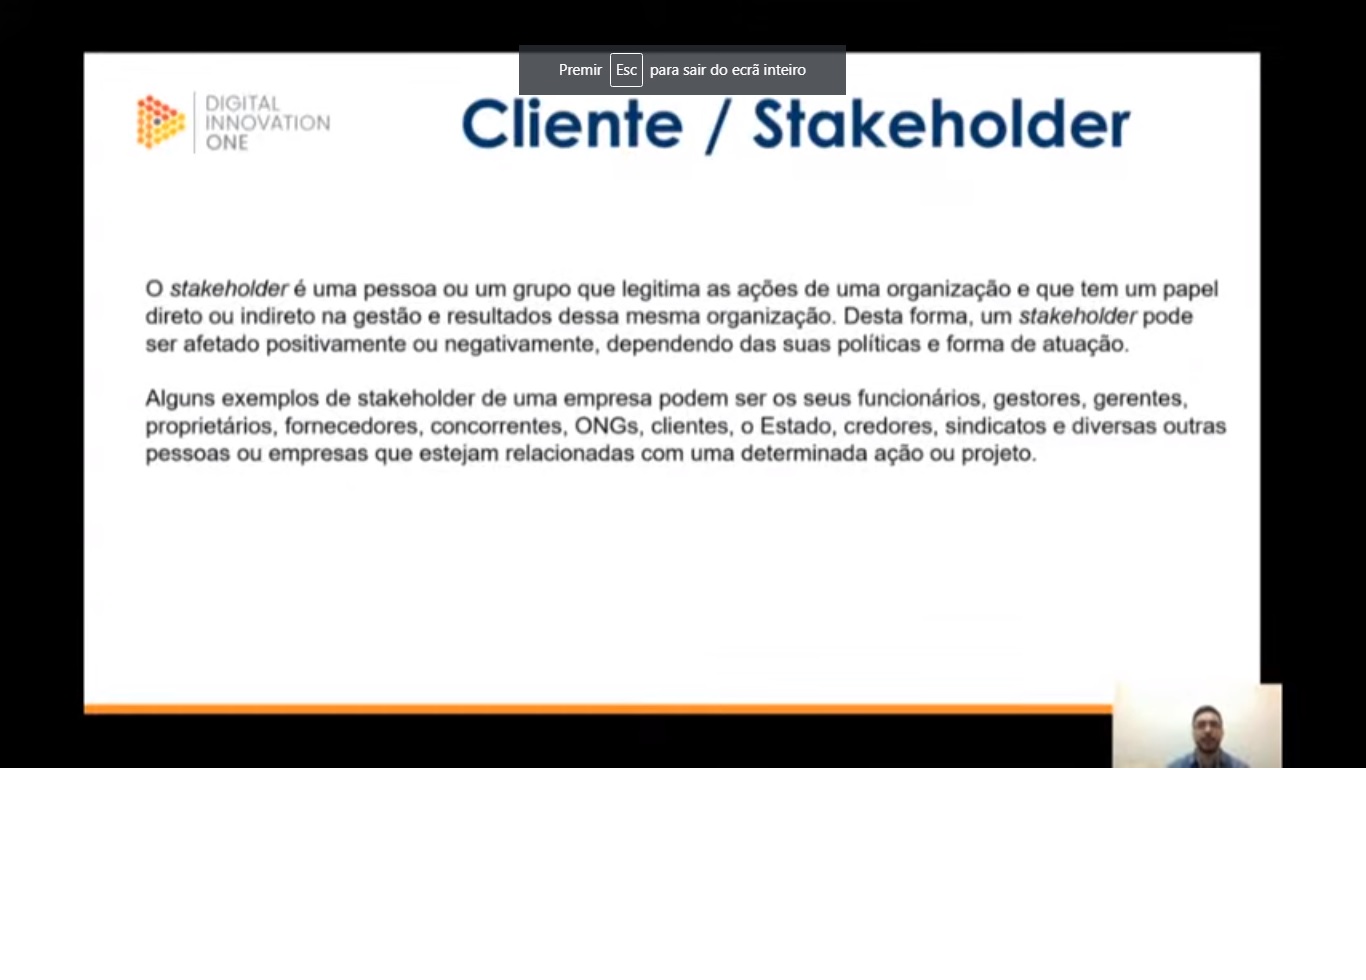 Premir Esc para sair do ecrã inteiro
DIGITAL
INNOVATION
ONE
Cliente / Stakeholder
O stakeholder é uma pessoa ou um grupo que legitima as ações de uma organização e que tem um papel
direto ou indireto na gestão e resultados dessa mesma organização. Desta forma, um stakeholder pode
ser afetado positivamente ou negativamente, dependendo das suas políticas e forma de atuação.
Alguns exemplos de stakeholder de uma empresa podem ser os seus funcionários, gestores, gerentes,
proprietários, fornecedores, concorrentes, ONGs, clientes, o Estado, credores, sindicatos e diversas outras
pessoas ou empresas que estejam relacionadas com uma determinada ação ou projeto.